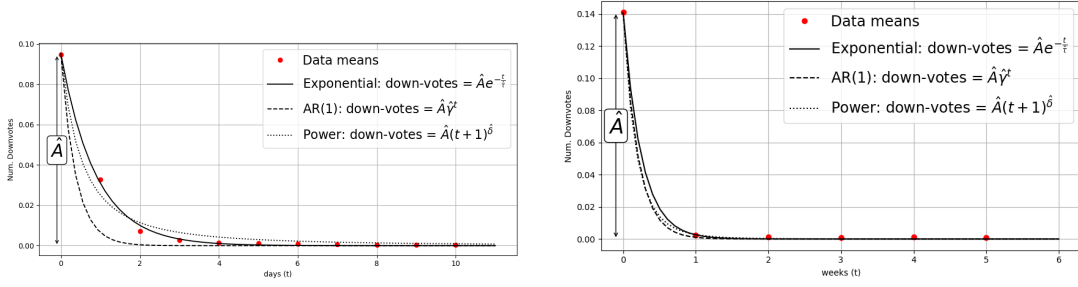 0.10
0.08
0.06
0.04
0.02
0.00
Num. Downvotes
Â
Data means
Exponential: down-votes = Âe^{-t/τ̂}
AR(1): down-votes = Âγ̂^t
Power: down-votes = Â(t + 1)^δ̂
0 2 4 6 8 10
days (t)
0.14
0.12
0.10
0.08
0.06
0.04
0.02
0.00
Num. Downvotes
Â
Data means
Exponential: down-votes = Âe^{-t/τ̂}
AR(1): down-votes = Âγ̂^t
Power: down-votes = Â(t + 1)^δ̂
0 1 2 3 4 5 6
weeks (t)